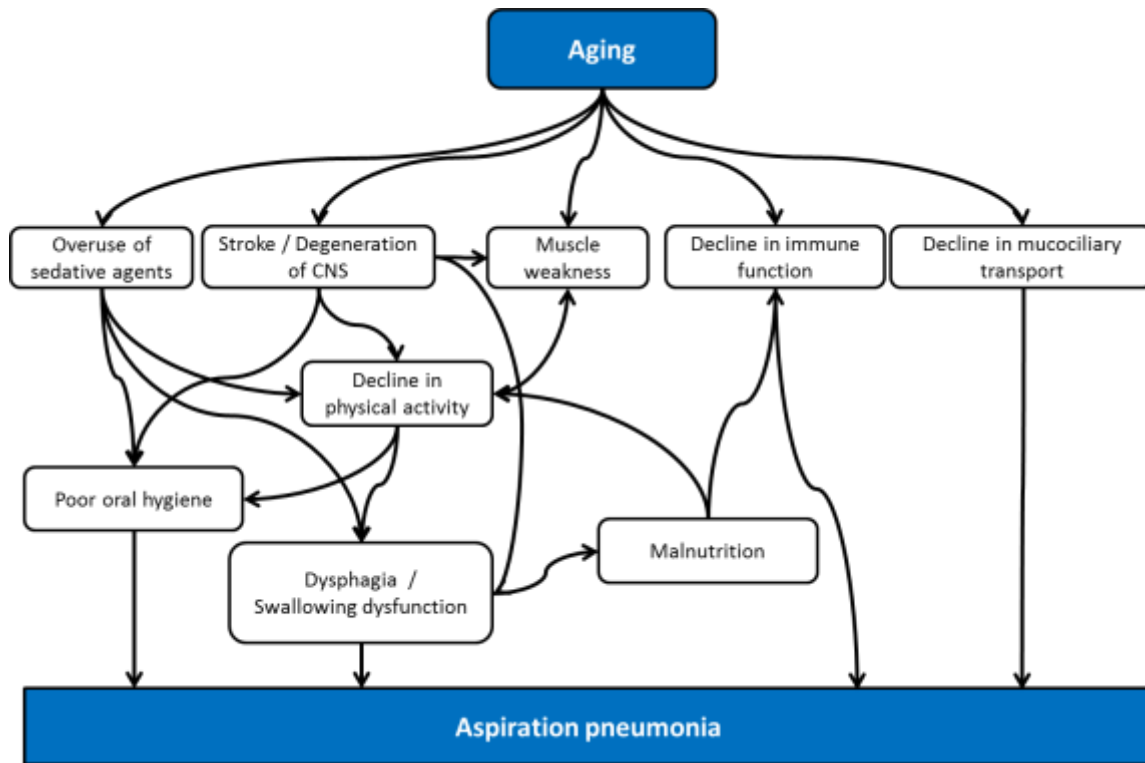 Aging
Overuse of
sedative agents
Stroke / Degeneration
of CNS
Muscle
weakness
Decline in immune
function
Decline in mucociliary
transport
Decline in
physical activity
Poor oral hygiene
Malnutrition
Dysphagia /
Swallowing dysfunction
Aspiration pneumonia